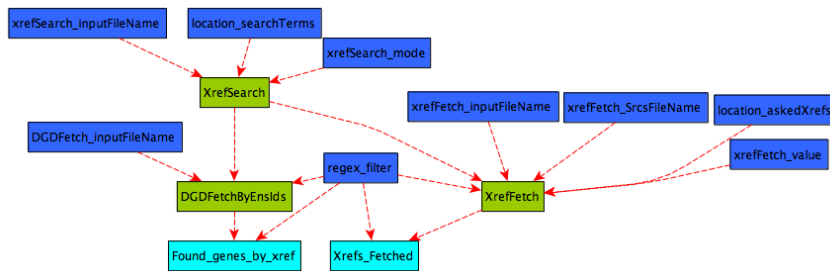 xrefSearch_inputFileName
location_searchTerms
xrefSearch_mode
XrefSearch
xrefFetch_inputFileName
xrefFetch_SrcsFileName
location_askedXrefs
DGDFetch_inputFileName
regex_filter
xrefFetch_value
DGDFetchByEnsIds
XrefFetch
Found_genes_by_xref
Xrefs_Fetched